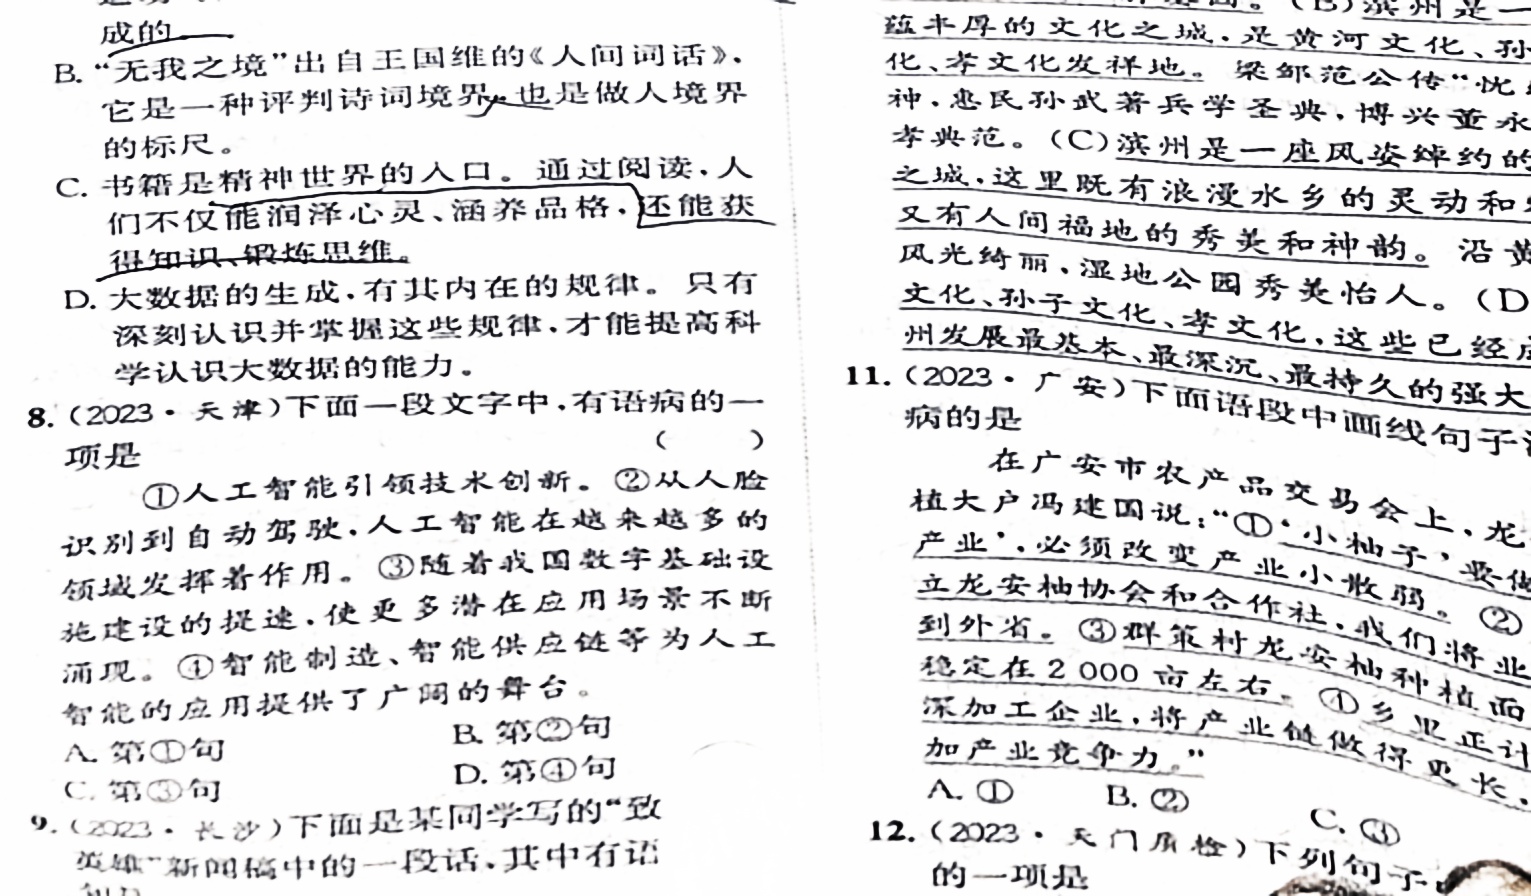 成的
B. “无我之境”出自王国维的《人间词话》,
它是一种评判诗词境界,也是做人境界
的标尺。
C. 书籍是精神世界的入口。通过阅读,人
们不仅能润泽心灵、涵养品格,还能获
得知识、锻炼思维。
D. 大数据的生成,有其内在的规律。只有
深刻认识并掌握这些规律,才能提高科
学认识大数据的能力。
8. (2023·天津)下面一段文字中,有语病的一
项是 ( )
①人工智能引领技术创新。②从人脸
识别到自动驾驶,人工智能在越来越多的
领域发挥着作用。③随着我国数字基础设
施建设的提速,使更多潜在应用场景不断
涌现。④智能制造、智能供应链等为人工
智能的应用提供了广阔的舞台。
A. 第①句 B. 第②句
C. 第③句 D. 第④句
9. (2023·长沙)下面是某同学写的“致
英雄”新闻稿中的一段话,其中有语
(B)滨州是一
蕴丰厚的文化之城,是黄河文化、孙
化、孝文化发祥地。梁邹范公传“忧
神,惠民孙武著兵学圣典,博兴董永
孝典范。(C)滨州是一座风姿绰约的
之城,这里既有浪漫水乡的灵动和
又有人间福地的秀美和神韵。沿黄
风光绮丽,湿地公园秀美怡人。(D
文化、孙子文化、孝文化,这些已经
州发展最基本、最深沉、最持久的强大
11. (2023·广安)下面语段中画线句子
病的是
在广安市农产品交易会上,龙
植大户冯建国说:“①‘小柚子’要做
产业’,必须改变产业小散弱。②
立龙安柚协会和合作社,我们将业
到外省。③群策村龙安柚种植面
稳定在2 000亩左右。④乡里正计
深加工企业,将产业链做得更长,
加产业竞争力。”
A. ① B. ② C. ③
12. (2023·天门质检)下列句子
的一项是